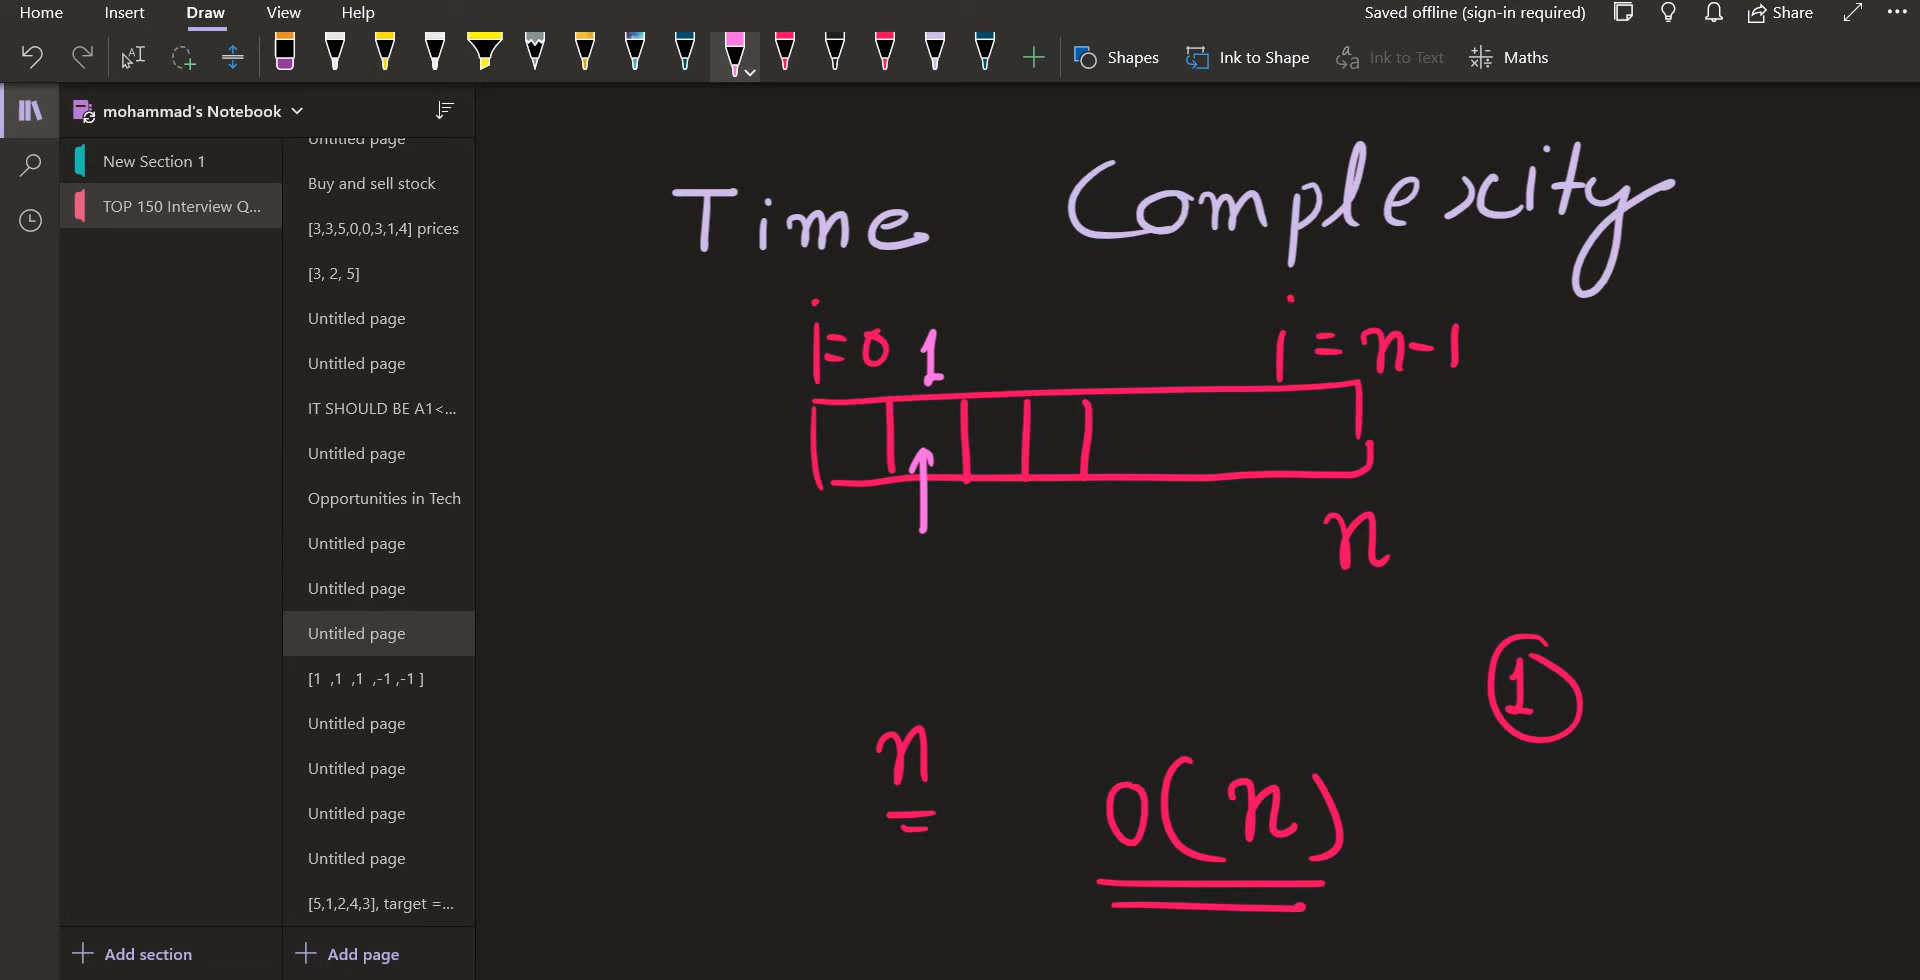 Home Insert Draw View Help Saved offline (sign-in required) Share
Shapes Ink to Shape Ink to Text Maths
mohammad's Notebook
New Section 1
TOP 150 Interview Q...
Untitled page
Buy and sell stock
[3,3,5,0,0,3,1,4] prices
[3, 2, 5]
Untitled page
Untitled page
IT SHOULD BE A1<...
Untitled page
Opportunities in Tech
Untitled page
Untitled page
Untitled page
[1 ,1 ,1 ,-1 ,-1 ]
Untitled page
Untitled page
Untitled page
Untitled page
[5,1,2,4,3], target =...
Add section
Add page
Time Complexity
i=0 1 i = n-1
n
1
n
O(n)